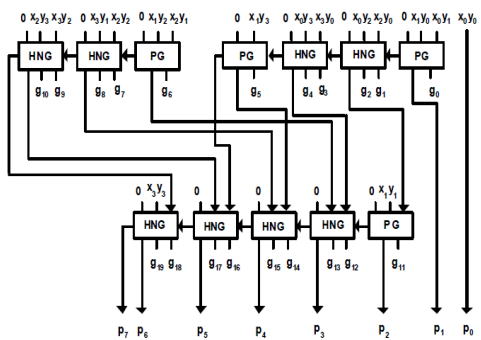 0 x2y3 x3y2 0 x3y1 x2y2 0 x1y2 x2y1 0 x1y3 0 x0y3 x3y0 0 x0y2 x2y0 0 x1y0 x0y1 x0y0
HNG HNG PG PG HNG HNG PG
g10 g9 g8 g7 g6 g5 g4 g3 g2 g1 g0
0 x3y3 0 0 0 0 x1y1
HNG HNG HNG HNG PG
g19 g18 g17 g16 g15 g14 g13 g12 g11
p7 p6 p5 p4 p3 p2 p1 p0